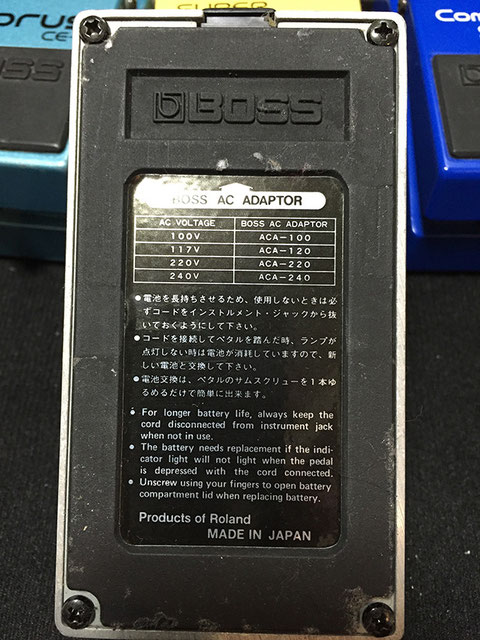 orus
CE-
SUPER
Com
BOSS
BOSS
BOSS AC ADAPTOR
AC VOLTAGE BOSS AC ADAPTOR
100V ACA-100
117V ACA-120
220V ACA-220
240V ACA-240
●電池を長持ちさせるため、使用しないときは必
ずコードをインストルメント・ジャックから抜
いておくようにして下さい。
●コードを接続してペタルを踏んだ時、ランプが
点灯しない時は電池が消耗していますので、新
しい電池と交換して下さい。
●電池交換は、ペタルのサムスクリューを1本ゆ
るめるだけで簡単に出来ます。
● For longer battery life, always keep the
cord disconnected from instrument jack
when not in use.
● The battery needs replacement if the indi-
cator light will not light when the pedal
is depressed with the cord connected.
● Unscrew using your fingers to open battery
compartment lid when replacing battery.
Products of Roland
MADE IN JAPAN